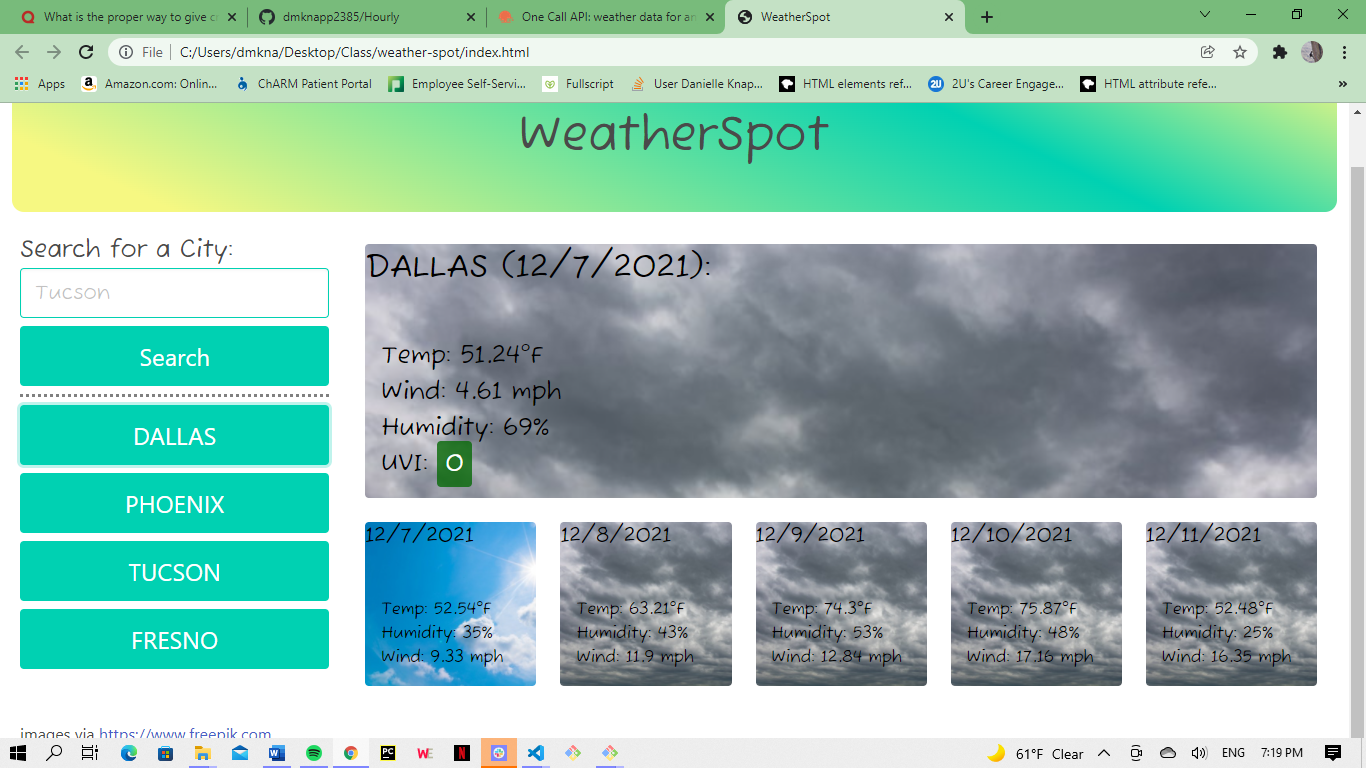 What is the proper way to give cr
dmknapp2385/Hourly
One Call API: weather data for an
WeatherSpot
File
C:/Users/dmkna/Desktop/Class/weather-spot/index.html
Apps
Amazon.com: Onlin...
ChARM Patient Portal
Employee Self-Servi...
Fullscript
User Danielle Knap...
HTML elements ref...
2U's Career Engage...
HTML attribute refe...
»
WeatherSpot
Search for a City:
Tucson
Search
DALLAS
PHOENIX
TUCSON
FRESNO
DALLAS (12/7/2021):
Temp: 51.24°F
Wind: 4.61 mph
Humidity: 69%
UVI: 0
12/7/2021
Temp: 52.54°F
Humidity: 35%
Wind: 9.33 mph
12/8/2021
Temp: 63.21°F
Humidity: 43%
Wind: 11.9 mph
12/9/2021
Temp: 74.3°F
Humidity: 53%
Wind: 12.84 mph
12/10/2021
Temp: 75.87°F
Humidity: 48%
Wind: 17.16 mph
12/11/2021
Temp: 52.48°F
Humidity: 25%
Wind: 16.35 mph
images via https://www.freepik.com
61°F Clear
ENG
7:19 PM